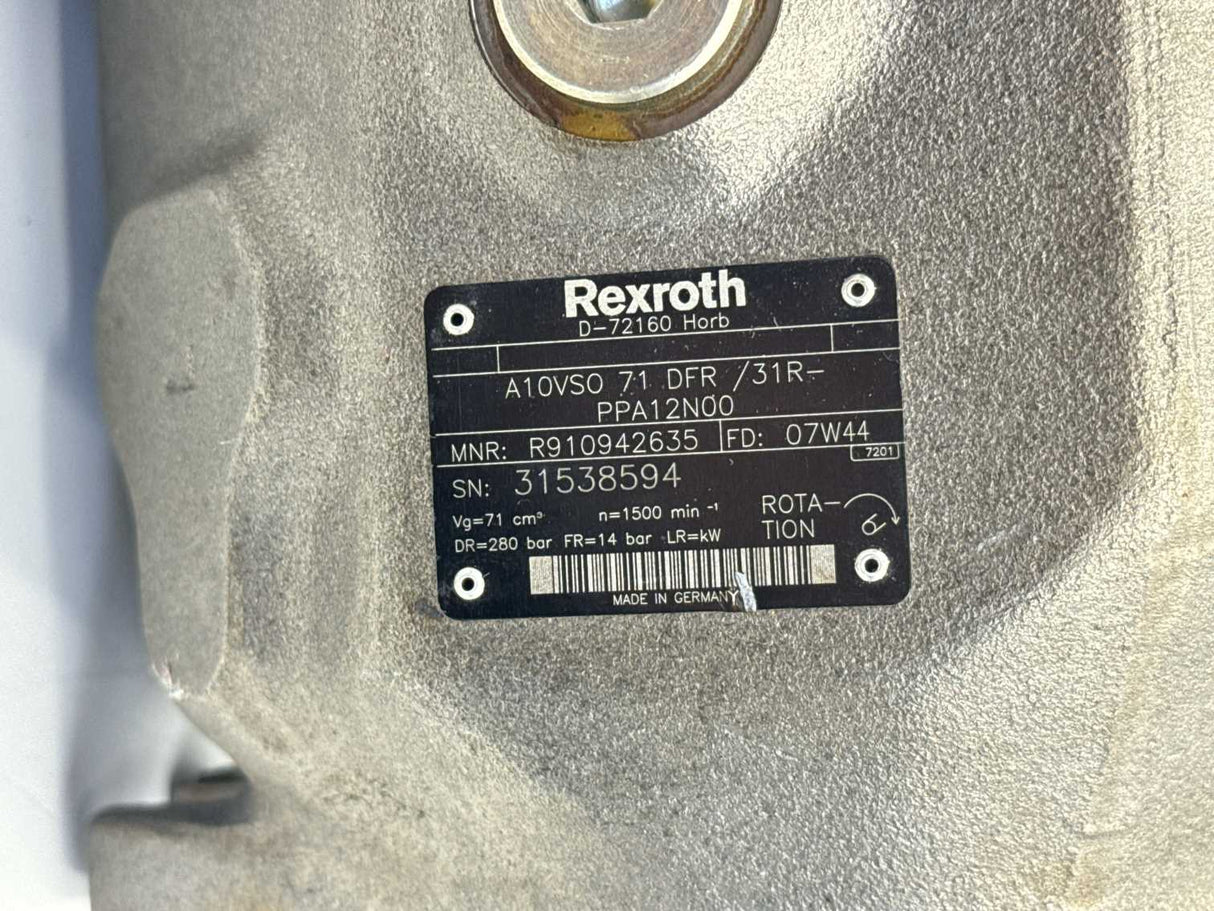 Rexroth
D-72160 Horb
A10VSO 71 DFR /31R-
PPA12N00
MNR: R910942635 FD: 07W44
7201
SN: 31538594
Vg=71 cm³ n=1500 min⁻¹
DR=280 bar FR=14 bar LR=kW
ROTA-
TION
R
MADE IN GERMANY